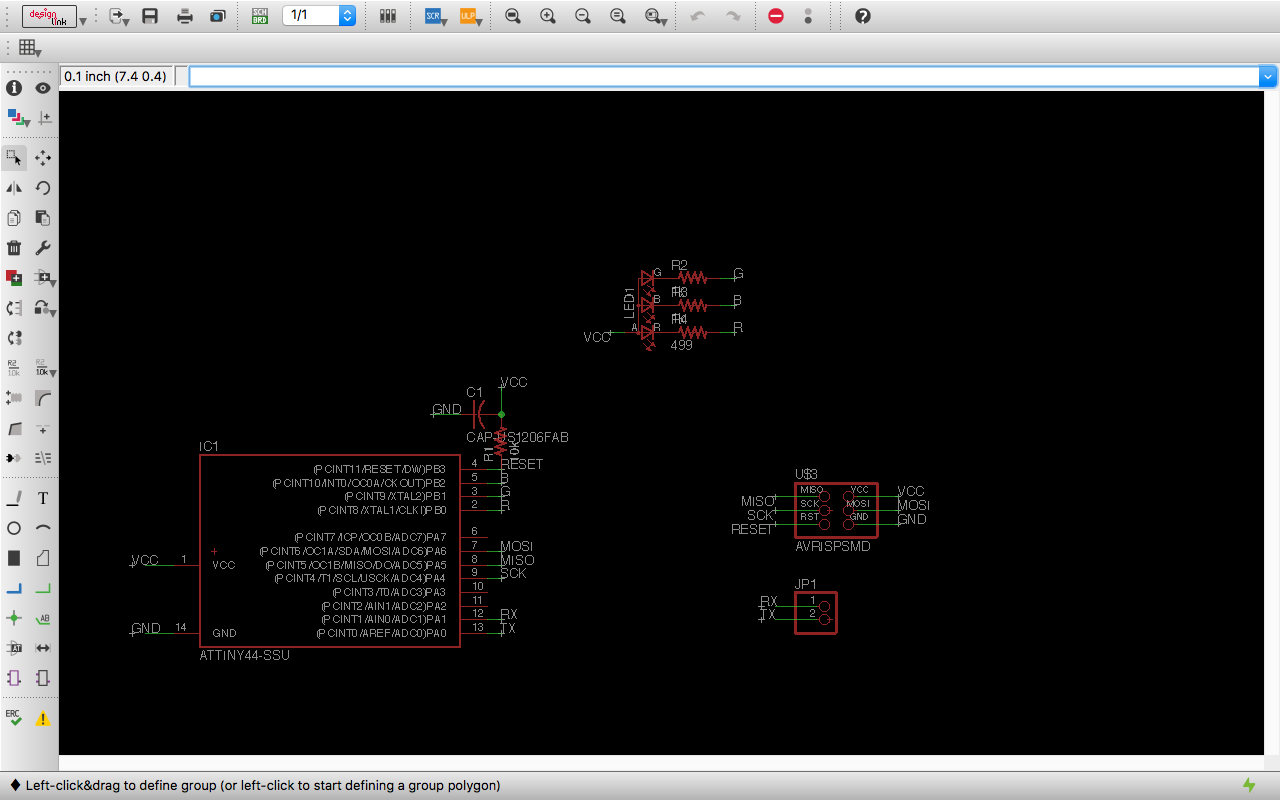 design link
SCH BRD
1/1
SCR
ULP
0.1 inch (7.4 0.4)
R2 10k
R2 10k
AB
AT
ERC
T
R2
G
G
LED1
B
B
A
R
R4
R
VCC
499
VCC
C1
GND
CAP-US1206FAB
R1
10k
IC1
(PCINT11/RESET/DW)PB3 4 RESET
(PCINT10/INT0/OC0A/CKOUT)PB2 5 B
(PCINT9/XTAL2)PB1 3 G
(PCINT8/XTAL1/CLKI)PB0 2 R
(PCINT7/ICP/OC0B/ADC7)PA7 6
(PCINT6/OC1A/SDA/MOSI/ADC6)PA6 7 MOSI
VCC 1 VCC (PCINT5/OC1B/MISO/DO/ADC5)PA5 8 MISO
(PCINT4/T1/SCL/USCK/ADC4)PA4 9 SCK
(PCINT3/T0/ADC3)PA3 10
(PCINT2/AIN1/ADC2)PA2 11
(PCINT1/AIN0/ADC1)PA1 12 RX
GND 14 GND (PCINT0/AREF/ADC0)PA0 13 TX
ATTINY44-SSU
U$3
MISO MISO VCC VCC
SCK SCK MOSI MOSI
RESET RST GND GND
AVRISPSMD
JP1
RX 1
TX 2
Left-click&drag to define group (or left-click to start defining a group polygon)